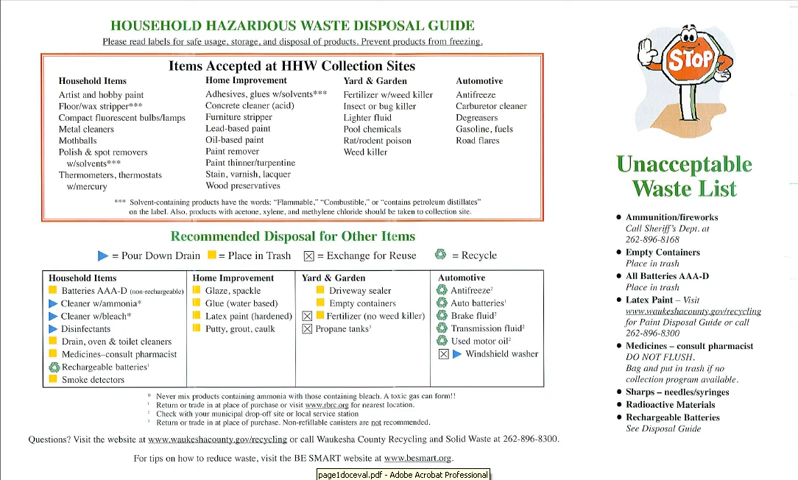 HOUSEHOLD HAZARDOUS WASTE DISPOSAL GUIDE
Please read labels for safe usage, storage, and disposal of products. Prevent products from freezing.
Items Accepted at HHW Collection Sites
Household Items
Artist and hobby paint
Floor/wax stripper***
Compact fluorescent bulbs/lamps
Metal cleaners
Mothballs
Polish & spot removers
w/solvents***
Thermometers, thermostats
w/mercury
Home Improvement
Adhesives, glues w/solvents***
Concrete cleaner (acid)
Furniture stripper
Lead-based paint
Oil-based paint
Paint remover
Paint thinner/turpentine
Stain, varnish, lacquer
Wood preservatives
Yard & Garden
Fertilizer w/weed killer
Insect or bug killer
Lighter fluid
Pool chemicals
Rat/rodent poison
Weed killer
Automotive
Antifreeze
Carburetor cleaner
Degreasers
Gasoline, fuels
Road flares
*** Solvent-containing products have the words: “Flammable,” “Combustible,” or “contains petroleum distillates”
on the label. Also, products with acetone, xylene, and methylene chloride should be taken to collection site.
Recommended Disposal for Other Items
= Pour Down Drain = Place in Trash = Exchange for Reuse = Recycle
Household Items
Batteries AAA-D (non-rechargeable)
Cleaner w/ammonia*
Cleaner w/bleach*
Disinfectants
Drain, oven & toilet cleaners
Medicines–consult pharmacist
Rechargeable batteries¹
Smoke detectors
Home Improvement
Glaze, spackle
Glue (water based)
Latex paint (hardened)
Putty, grout, caulk
Yard & Garden
Driveway sealer
Empty containers
Fertilizer (no weed killer)
Propane tanks³
Automotive
Antifreeze²
Auto batteries¹
Brake fluid²
Transmission fluid²
Used motor oil²
Windshield washer
* Never mix products containing ammonia with those containing bleach. A toxic gas can form!!
¹ Return or trade in at place of purchase or visit www.rbrc.org for nearest location.
² Check with your municipal drop-off site or local service station
³ Return or trade in at place of purchase. Non-refillable canisters are not recommended.
Questions? Visit the website at www.waukeshacounty.gov/recycling or call Waukesha County Recycling and Solid Waste at 262-896-8300.
For tips on how to reduce waste, visit the BE SMART website at www.besmart.org.
STOP
Unacceptable
Waste List
● Ammunition/fireworks
Call Sheriff's Dept. at
262-896-8168
● Empty Containers
Place in trash
● All Batteries AAA-D
Place in trash
● Latex Paint – Visit
www.waukeshacounty.gov/recycling
for Paint Disposal Guide or call
262-896-8300
● Medicines – consult pharmacist
DO NOT FLUSH.
Bag and put in trash if no
collection program available.
● Sharps – needles/syringes
● Radioactive Materials
● Rechargeable Batteries
See Disposal Guide
page1doceval.pdf - Adobe Acrobat Professional